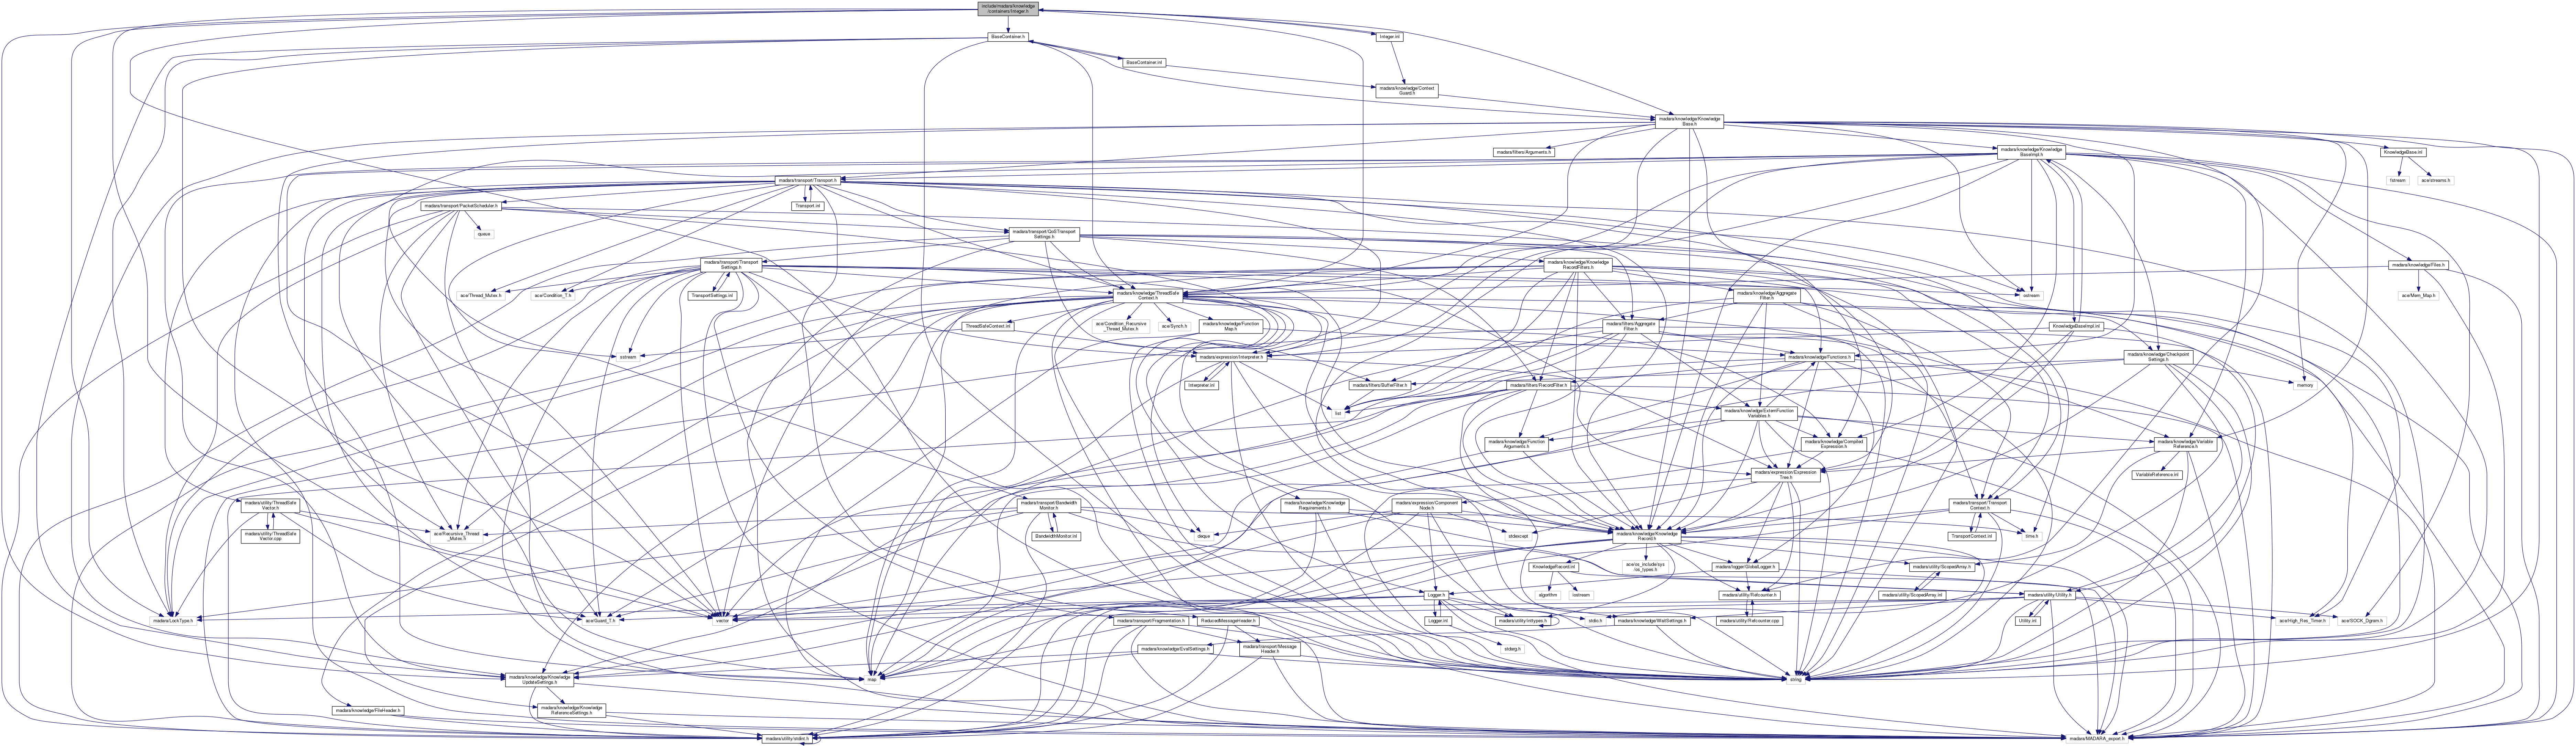 include/madara/knowledge
/containers/Integer.h
BaseContainer.h
Integer.inl
BaseContainer.inl
madara/knowledge/Context
Guard.h
madara/knowledge/Knowledge
Base.h
madara/filters/Arguments.h
madara/knowledge/Knowledge
BaseImpl.h
KnowledgeBase.inl
madara/transport/Transport.h
fstream
ace/streams.h
madara/transport/PacketScheduler.h
Transport.inl
queue
madara/transport/QoSTransport
Settings.h
madara/transport/Transport
Settings.h
madara/knowledge/Knowledge
RecordFilters.h
madara/knowledge/Files.h
ace/Thread_Mutex.h
ace/Condition_T.h
TransportSettings.inl
madara/knowledge/ThreadSafe
Context.h
madara/knowledge/Aggregate
Filter.h
ostream
ace/Mem_Map.h
ThreadSafeContext.inl
ace/Condition_Recursive
_Thread_Mutex.h
ace/Synch.h
madara/knowledge/Function
Map.h
madara/filters/Aggregate
Filter.h
KnowledgeBaseImpl.inl
sstream
madara/expression/Interpreter.h
madara/knowledge/Functions.h
madara/knowledge/Checkpoint
Settings.h
Interpreter.inl
madara/filters/BufferFilter.h
madara/filters/RecordFilter.h
memory
list
madara/knowledge/ExternFunction
Variables.h
madara/knowledge/Function
Arguments.h
madara/knowledge/Compiled
Expression.h
madara/knowledge/Variable
Reference.h
madara/expression/Expression
Tree.h
VariableReference.inl
madara/utility/ThreadSafe
Vector.h
madara/transport/Bandwidth
Monitor.h
madara/knowledge/Knowledge
Requirements.h
madara/expression/Component
Node.h
madara/transport/Transport
Context.h
madara/utility/ThreadSafe
Vector.cpp
ace/Recursive_Thread
_Mutex.h
BandwidthMonitor.inl
deque
stdexcept
madara/knowledge/Knowledge
Record.h
TransportContext.inl
time.h
KnowledgeRecord.inl
ace/os_include/sys
/os_types.h
madara/logger/GlobalLogger.h
madara/utility/ScopedArray.h
algorithm
iostream
Logger.h
madara/utility/Refcounter.h
madara/utility/ScopedArray.inl
madara/utility/Utility.h
madara/LockType.h
ace/Guard_T.h
vector
madara/transport/Fragmentation.h
ReducedMessageHeader.h
Logger.inl
madara/utility/Inttypes.h
stdio.h
madara/knowledge/WaitSettings.h
madara/utility/Refcounter.cpp
Utility.inl
ace/High_Res_Timer.h
ace/SOCK_Dgram.h
madara/knowledge/EvalSettings.h
madara/transport/Message
Header.h
stdarg.h
madara/knowledge/Knowledge
UpdateSettings.h
map
string
madara/knowledge/FileHeader.h
madara/knowledge/Knowledge
ReferenceSettings.h
madara/utility/stdint.h
madara/MADARA_export.h